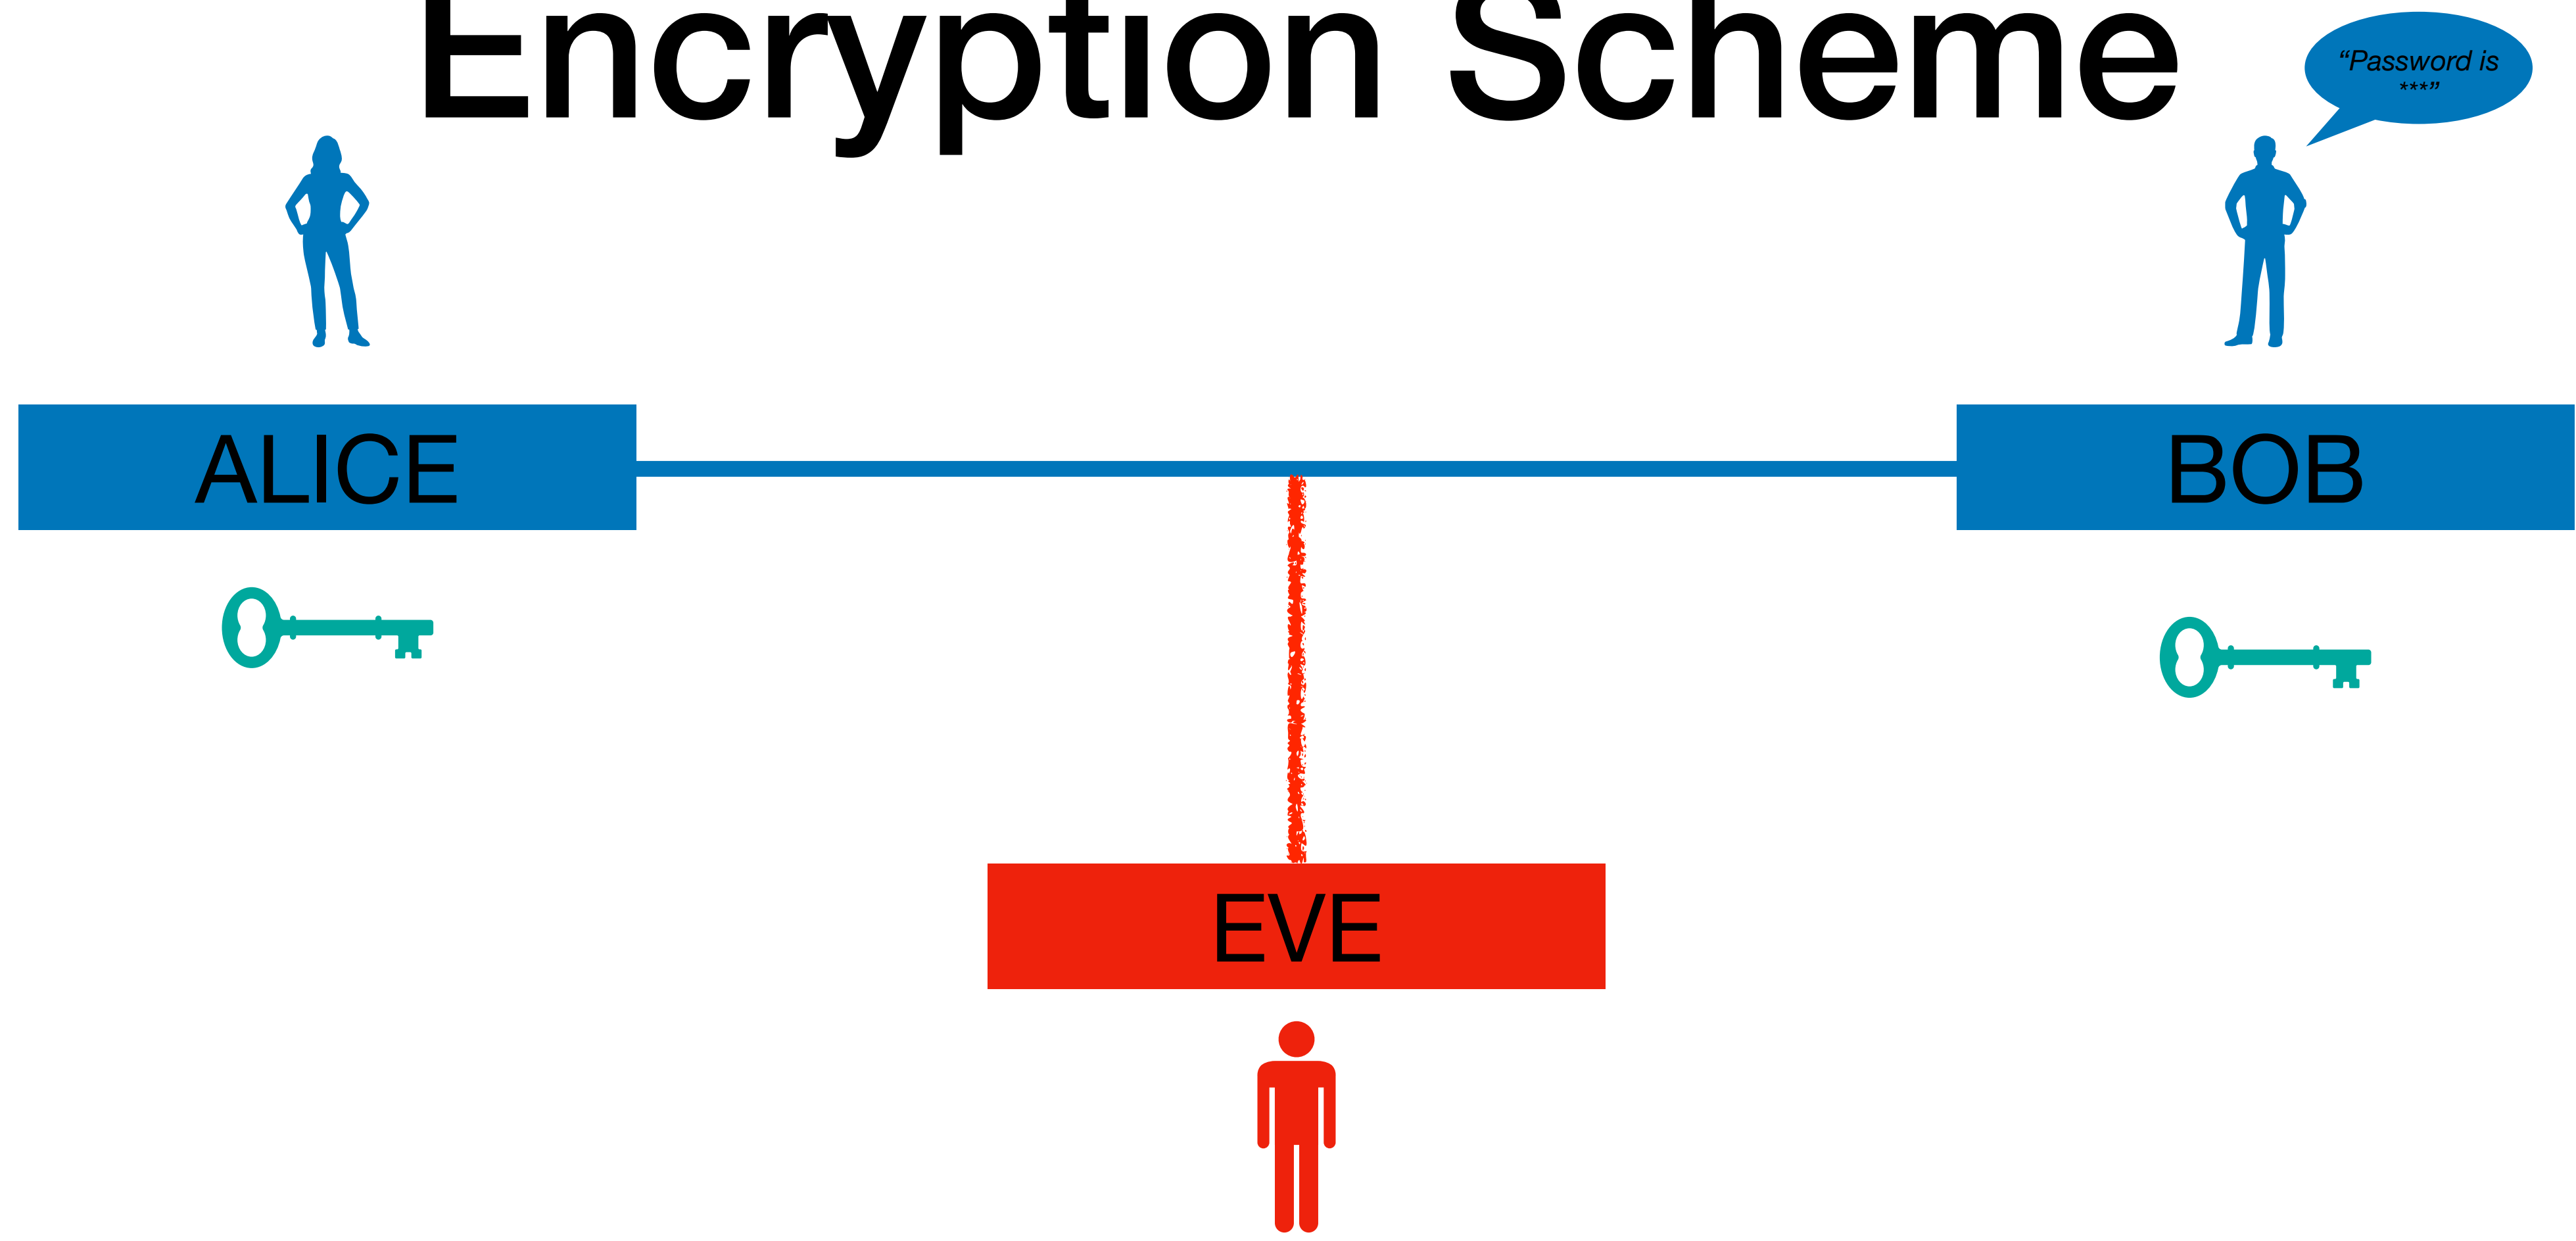 Encryption Scheme
“Password is
***”
ALICE
BOB
EVE